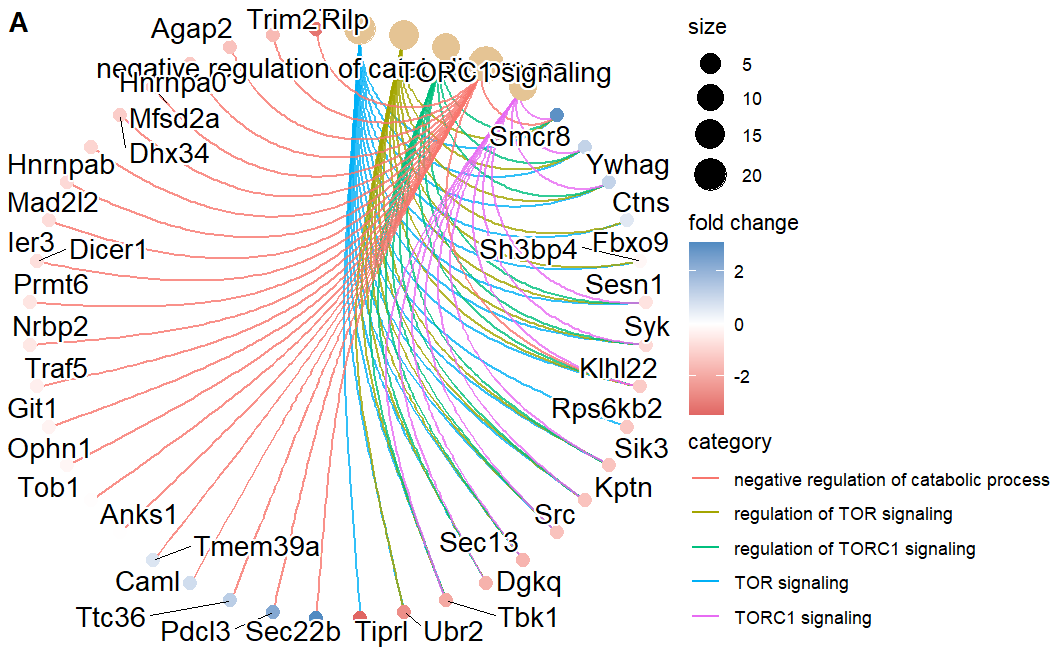 A
Agap2
Trim2
Rilp
negative regulation of catabolic process
TORC1 signaling
Hnrnpa0
Mfsd2a
Dhx34
Hnrnpab
Mad2l2
Ier3
Dicer1
Prmt6
Nrbp2
Traf5
Git1
Ophn1
Tob1
Anks1
Tmem39a
Caml
Ttc36
Pdcl3
Sec22b
Tiprl
Ubr2
Tbk1
Dgkq
Sec13
Src
Kptn
Sik3
Rps6kb2
Klhl22
Syk
Sesn1
Sh3bp4
Fbxo9
Ctns
Ywhag
Smcr8
size
5
10
15
20
fold change
2
0
-2
category
negative regulation of catabolic process
regulation of TOR signaling
regulation of TORC1 signaling
TOR signaling
TORC1 signaling